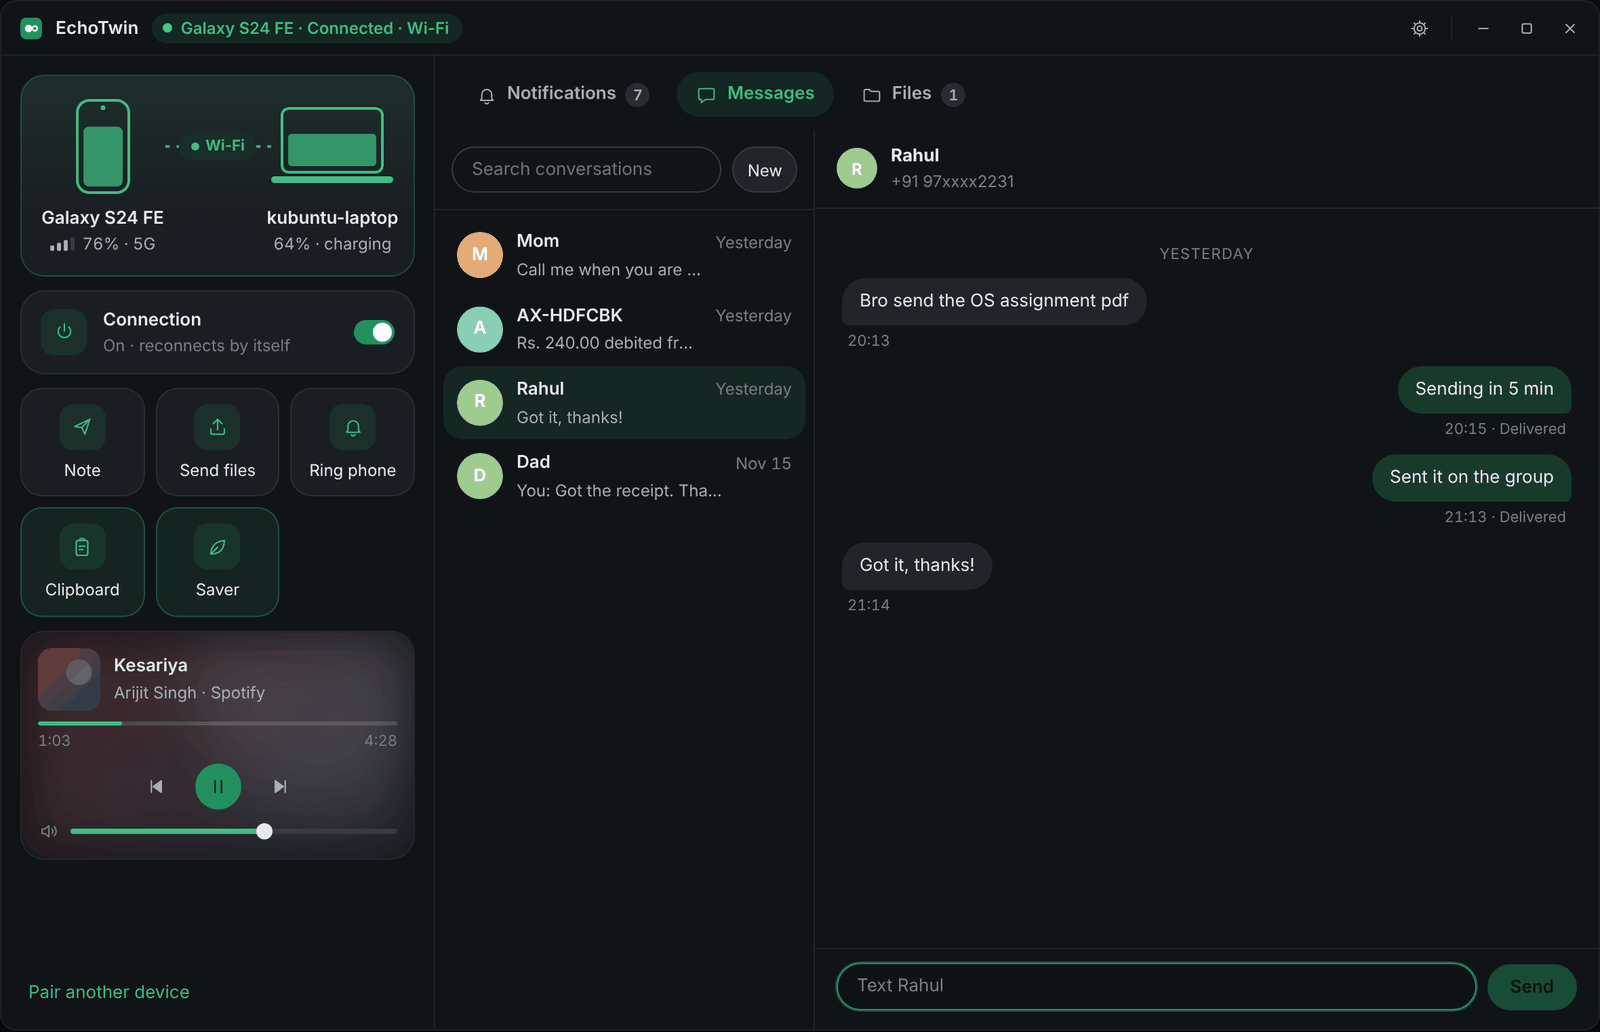 EchoTwin
Galaxy S24 FE · Connected · Wi-Fi
Wi-Fi
Galaxy S24 FE
76% · 5G
kubuntu-laptop
64% · charging
Connection
On · reconnects by itself
Note
Send files
Ring phone
Clipboard
Saver
Kesariya
Arijit Singh · Spotify
1:03
4:28
Pair another device
Notifications 7
Messages
Files 1
Search conversations
New
M
Mom
Yesterday
Call me when you are ...
A
AX-HDFCBK
Yesterday
Rs. 240.00 debited fr...
R
Rahul
Yesterday
Got it, thanks!
D
Dad
Nov 15
You: Got the receipt. Tha...
R
Rahul
+91 97xxxx2231
YESTERDAY
Bro send the OS assignment pdf
20:13
Sending in 5 min
20:15 · Delivered
Sent it on the group
21:13 · Delivered
Got it, thanks!
21:14
Text Rahul
Send